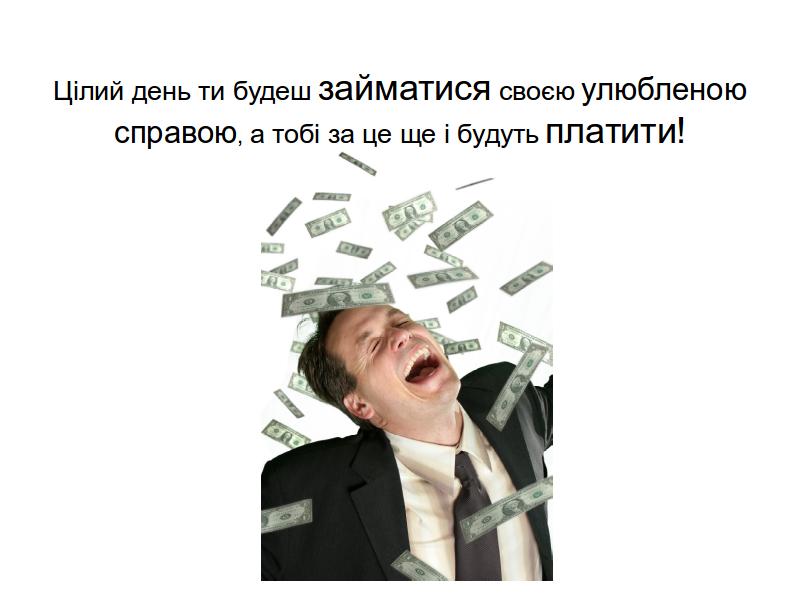 Цілий день ти будеш займатися своєю улюбленою
справою, а тобі за це ще і будуть платити!